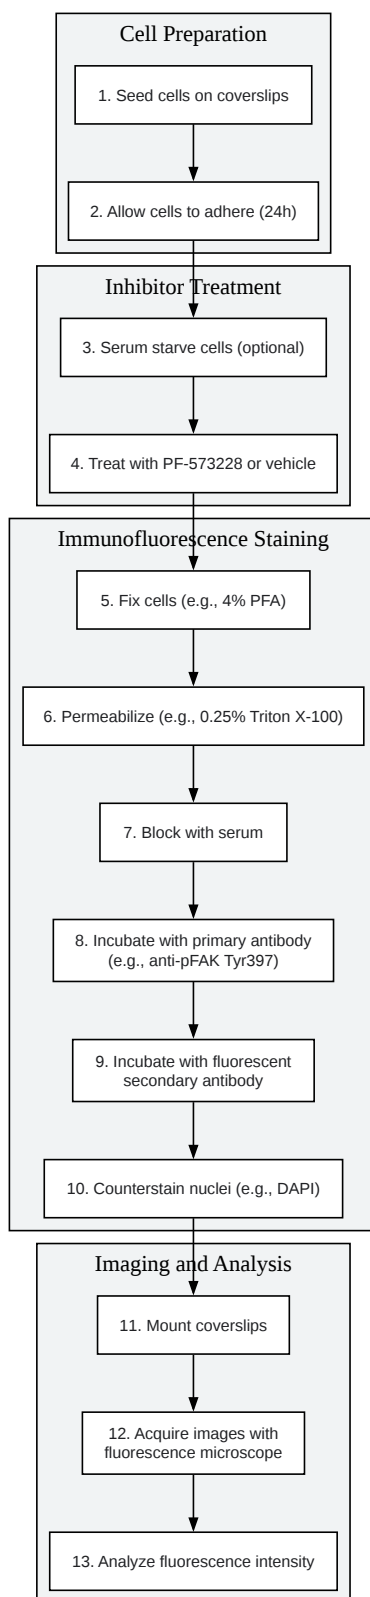 Cell Preparation
1. Seed cells on coverslips
2. Allow cells to adhere (24h)
Inhibitor Treatment
3. Serum starve cells (optional)
4. Treat with PF-573228 or vehicle
Immunofluorescence Staining
5. Fix cells (e.g., 4% PFA)
6. Permeabilize (e.g., 0.25% Triton X-100)
7. Block with serum
8. Incubate with primary antibody
(e.g., anti-pFAK Tyr397)
9. Incubate with fluorescent
secondary antibody
10. Counterstain nuclei (e.g., DAPI)
Imaging and Analysis
11. Mount coverslips
12. Acquire images with
fluorescence microscope
13. Analyze fluorescence intensity